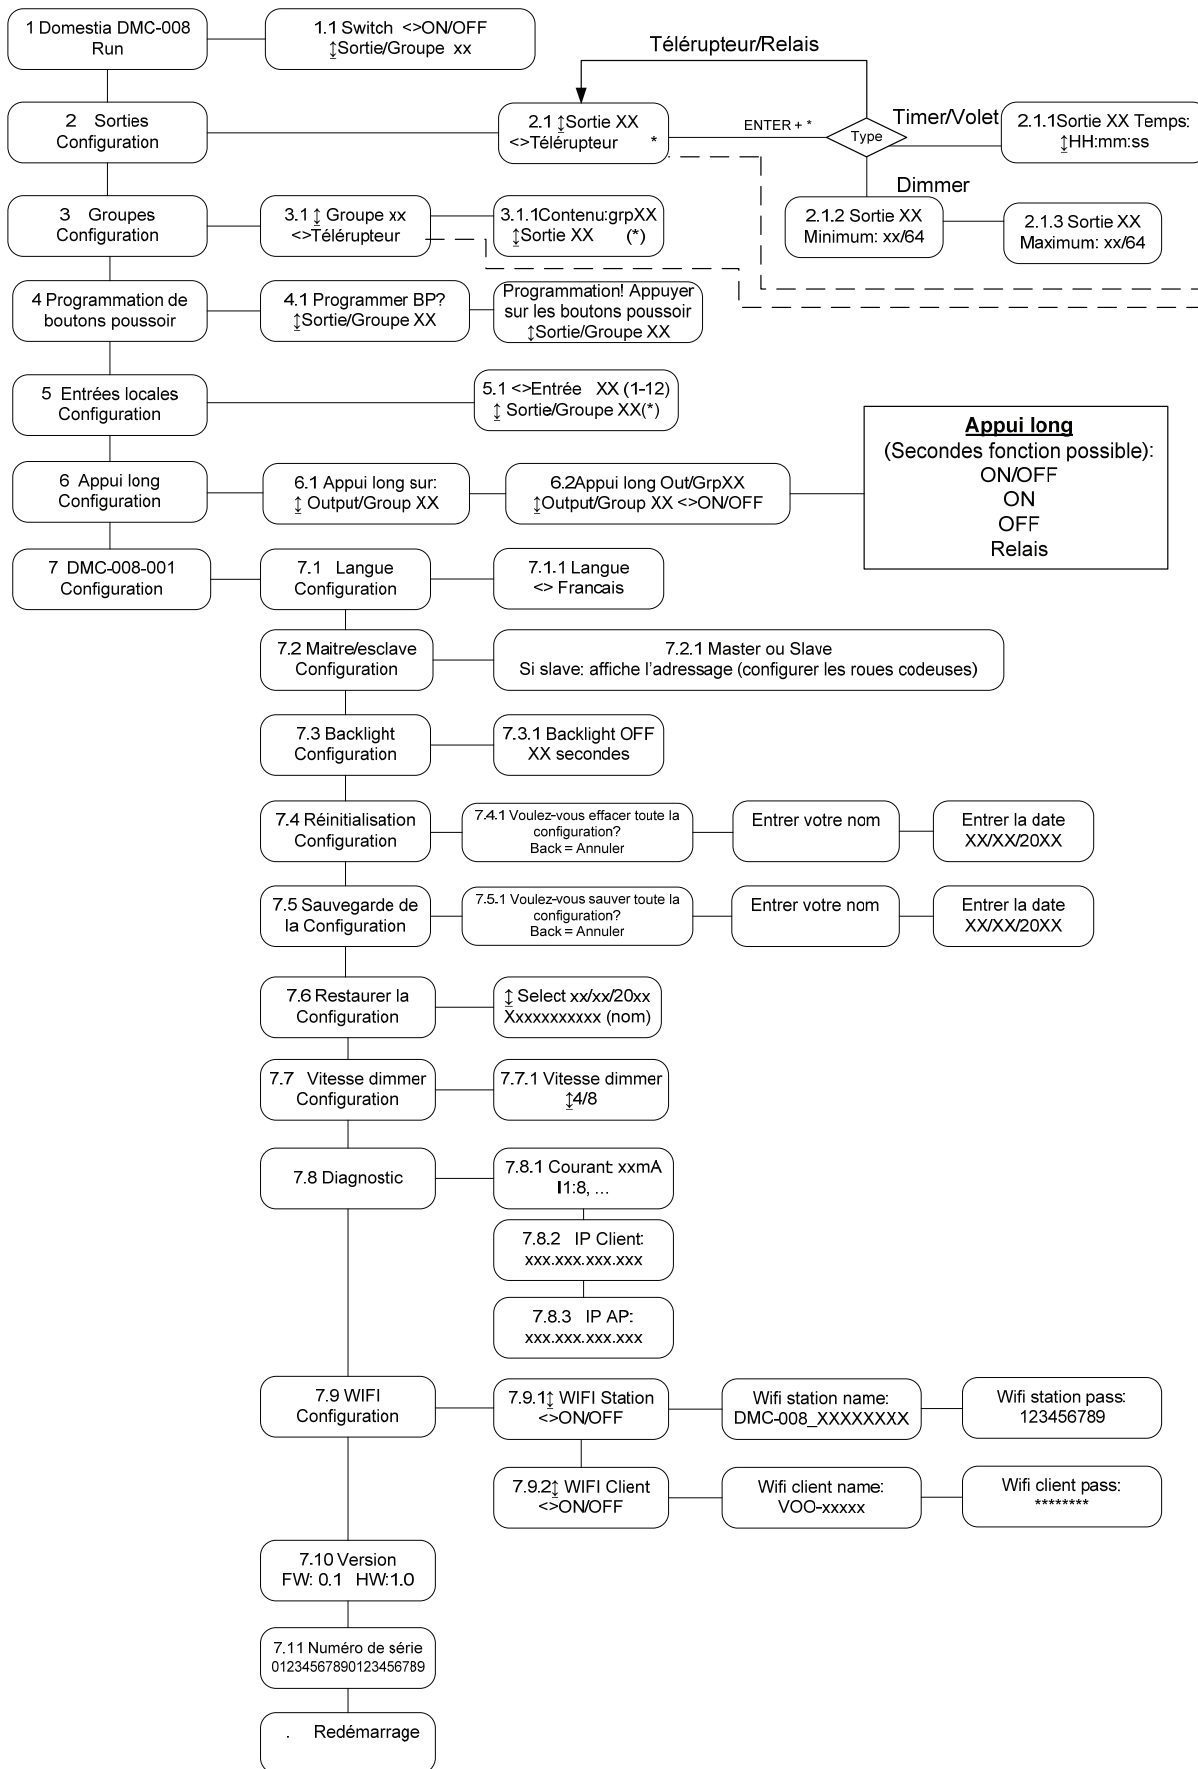 1 Domestia DMC-008
Run
1.1 Switch <>ON/OFF
↨Sortie/Groupe xx
Télérupteur/Relais
2 Sorties
Configuration
2.1 ↨Sortie XX
<>Télérupteur *
ENTER + *
Type
Timer/Volet
2.1.1Sortie XX Temps:
↨HH:mm:ss
Dimmer
2.1.2 Sortie XX
Minimum: xx/64
2.1.3 Sortie XX
Maximum: xx/64
3 Groupes
Configuration
3.1 ↨ Groupe xx
<>Télérupteur
3.1.1Contenu:grpXX
↨Sortie XX (*)
4 Programmation de
boutons poussoir
4.1 Programmer BP?
↨Sortie/Groupe XX
Programmation! Appuyer
sur les boutons poussoir
↨Sortie/Groupe XX
5 Entrées locales
Configuration
5.1 <>Entrée XX (1-12)
↨ Sortie/Groupe XX(*)
6 Appui long
Configuration
6.1 Appui long sur:
↨ Output/Group XX
6.2Appui long Out/GrpXX
↨Output/Group XX <>ON/OFF
Appui long
(Secondes fonction possible):
ON/OFF
ON
OFF
Relais
7 DMC-008-001
Configuration
7.1 Langue
Configuration
7.1.1 Langue
<> Francais
7.2 Maitre/esclave
Configuration
7.2.1 Master ou Slave
Si slave: affiche l'adressage (configurer les roues codeuses)
7.3 Backlight
Configuration
7.3.1 Backlight OFF
XX secondes
7.4 Réinitialisation
Configuration
7.4.1 Voulez-vous effacer toute la
configuration?
Back = Annuler
Entrer votre nom
Entrer la date
XX/XX/20XX
7.5 Sauvegarde de
la Configuration
7.5.1 Voulez-vous sauver toute la
configuration?
Back = Annuler
Entrer votre nom
Entrer la date
XX/XX/20XX
7.6 Restaurer la
Configuration
↨ Select xx/xx/20xx
Xxxxxxxxxxx (nom)
7.7 Vitesse dimmer
Configuration
7.7.1 Vitesse dimmer
↨4/8
7.8 Diagnostic
7.8.1 Courant: xxmA
I1:8, ...
7.8.2 IP Client:
xxx.xxx.xxx.xxx
7.8.3 IP AP:
xxx.xxx.xxx.xxx
7.9 WIFI
Configuration
7.9.1↨ WIFI Station
<>ON/OFF
Wifi station name:
DMC-008_XXXXXXXX
Wifi station pass:
123456789
7.9.2↨ WIFI Client
<>ON/OFF
Wifi client name:
VOO-xxxxx
Wifi client pass:
********
7.10 Version
FW: 0.1 HW:1.0
7.11 Numéro de série
01234567890123456789
. Redémarrage